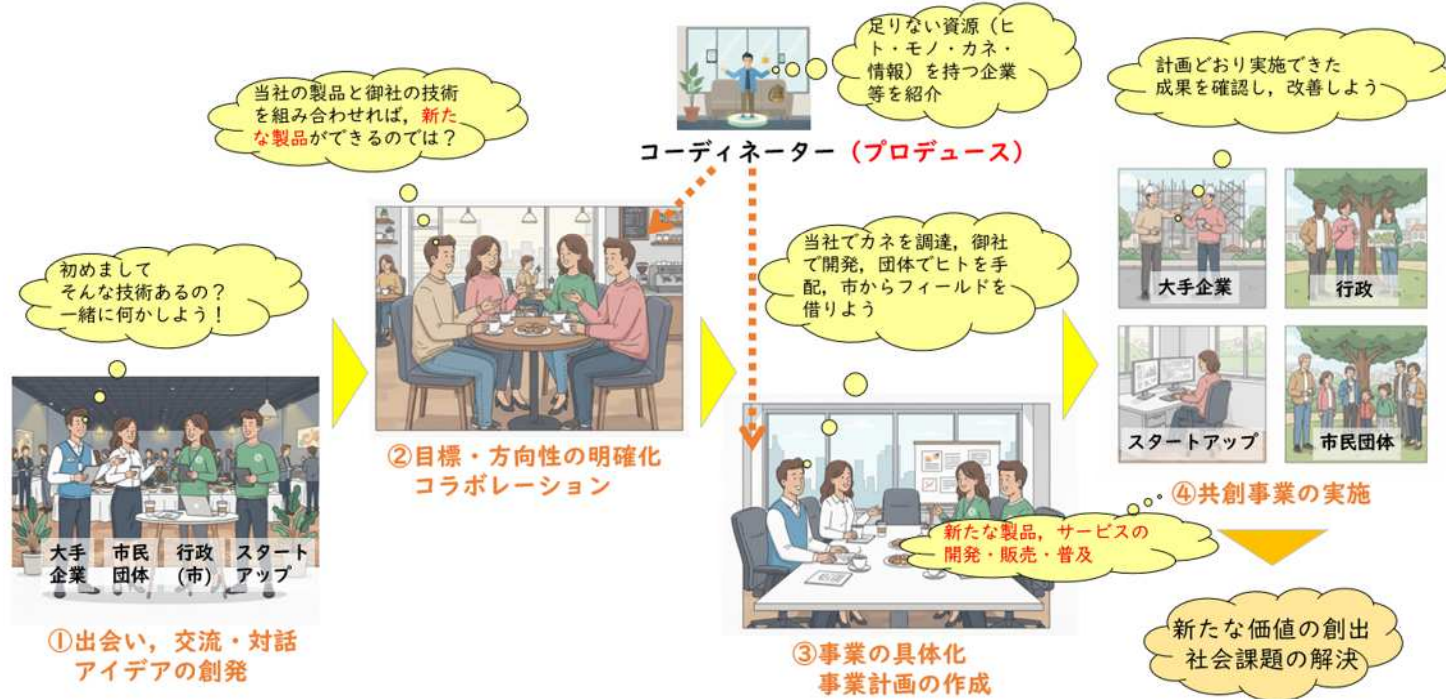 初めまして
そんな技術あるの？
一緒に何かしよう！
大手
企業
市民
団体
行政
(市)
スタート
アップ
①出会い，交流・対話
アイデアの創発
当社の製品と御社の技術
を組み合わせれば，新た
な製品ができるのでは？
②目標・方向性の明確化
コラボレーション
足りない資源（ヒ
ト・モノ・カネ・
情報）を持つ企業
等を紹介
コーディネーター（プロデュース）
当社でカネを調達，御社
で開発，団体でヒトを手
配，市からフィールドを
借りよう
③事業の具体化
事業計画の作成
計画どおり実施できた
成果を確認し，改善しよう
大手企業
行政
スタートアップ
市民団体
④共創事業の実施
新たな製品，サービスの
開発・販売・普及
新たな価値の創出
社会課題の解決